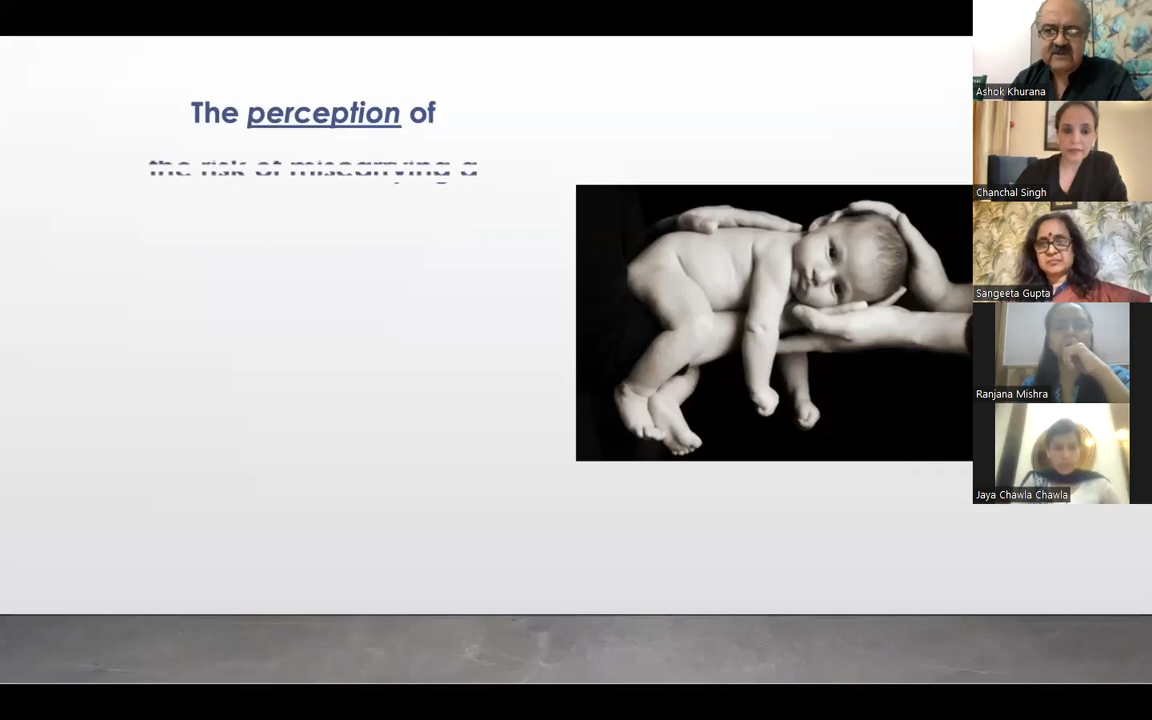 The perception of
the risk of miscarrying a
Ashok Khurana
Chanchal Singh
Sangeeta Gupta
Ranjana Mishra
Jaya Chawla Chawla